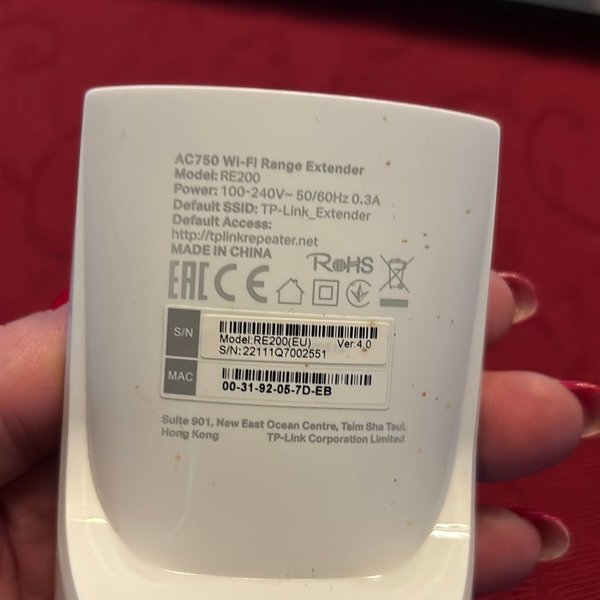 AC750 Wi-Fi Range Extender
Model: RE200
Power: 100-240V~ 50/60Hz 0.3A
Default SSID: TP-Link_Extender
Default Access:
http://tplinkrepeater.net
MADE IN CHINA
RoHS
EAC CE
S/N
Model:RE200(EU) Ver:4.0
S/N:22111Q7002551
MAC
00-31-92-05-7D-EB
Suite 901, New East Ocean Centre, Tsim Sha Tsui,
Hong Kong TP-Link Corporation Limited